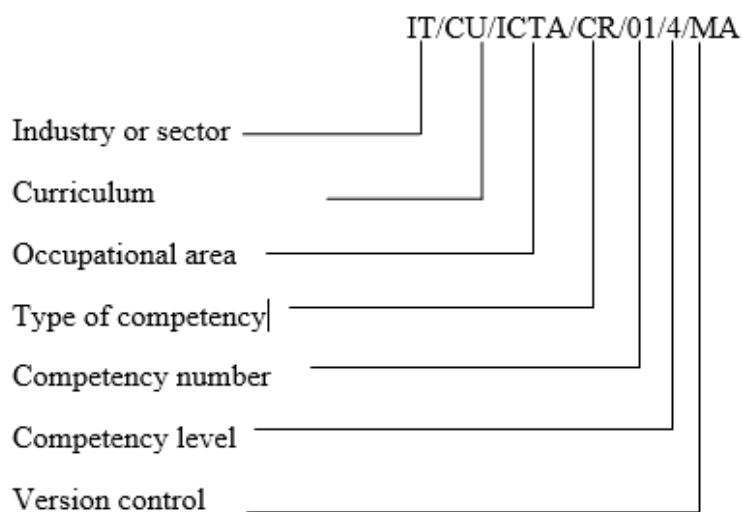 IT/CU/ICTA/CR/01/4/MA
Industry or sector
Curriculum
Occupational area
Type of competency
Competency number
Competency level
Version control